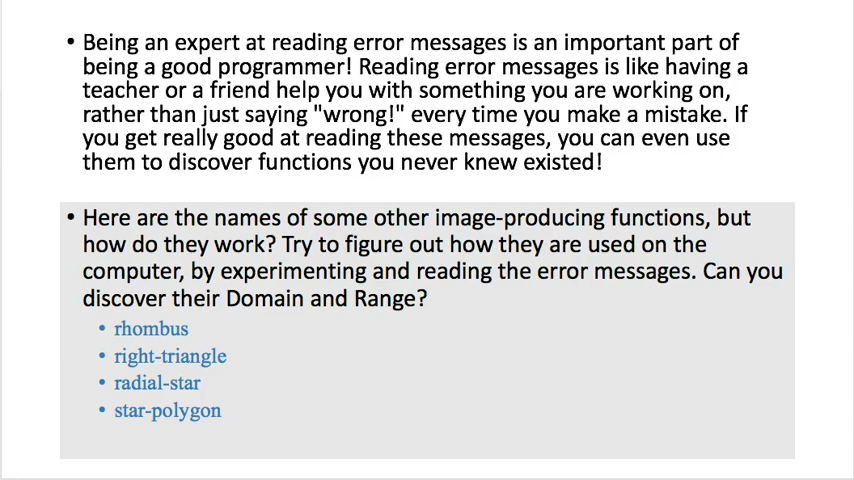 • Being an expert at reading error messages is an important part of
being a good programmer! Reading error messages is like having a
teacher or a friend help you with something you are working on,
rather than just saying "wrong!" every time you make a mistake. If
you get really good at reading these messages, you can even use
them to discover functions you never knew existed!
• Here are the names of some other image-producing functions, but
how do they work? Try to figure out how they are used on the
computer, by experimenting and reading the error messages. Can you
discover their Domain and Range?
• rhombus
• right-triangle
• radial-star
• star-polygon